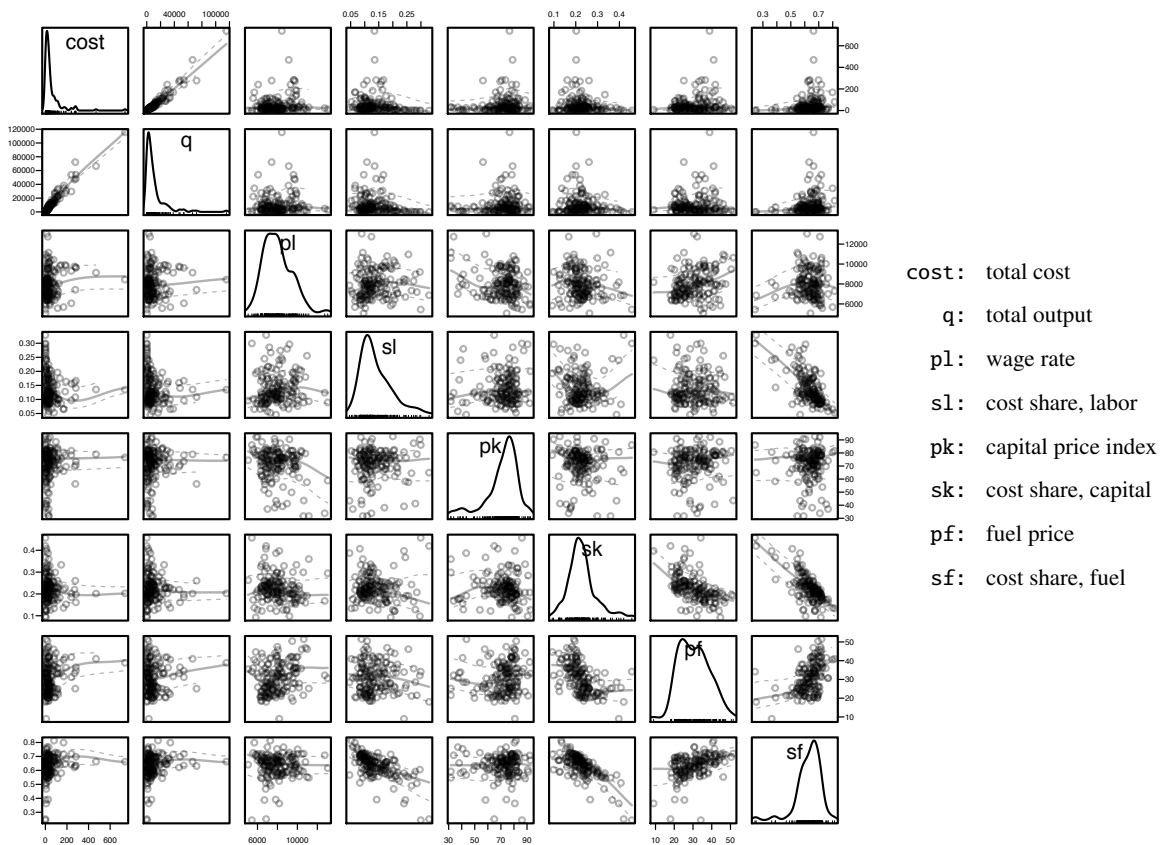 0 40000 100000
0.05 0.15 0.25
0.1 0.2 0.3 0.4
0.3 0.5 0.7
cost
0 200 400 600
q
0 20000 40000 60000 80000 100000 120000
pl
6000 8000 10000 12000
cost: total cost
q: total output
pl: wage rate
sl: cost share, labor
pk: capital price index
sk: cost share, capital
pf: fuel price
sf: cost share, fuel
sl
0.05 0.10 0.15 0.20 0.25 0.30
pk
30 40 50 60 70 80 90
sk
0.1 0.2 0.3 0.4
pf
10 20 30 40 50
sf
0.3 0.4 0.5 0.6 0.7 0.8
0 200 400 600
6000 10000
30 40 50 60 70 80 90
10 20 30 40 50